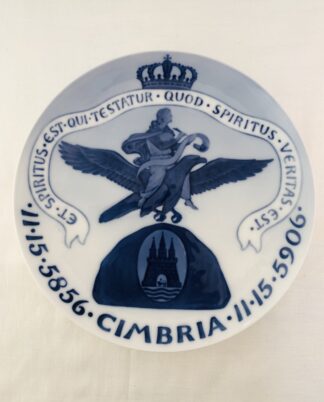 ET · SPIRITUS · EST · QUI · TESTATUR · QUOD · SPIRITUS · VERITAS · EST ·
· 11 · 15 · 5856 · CIMBRIA · 11 · 15 · 5906 ·